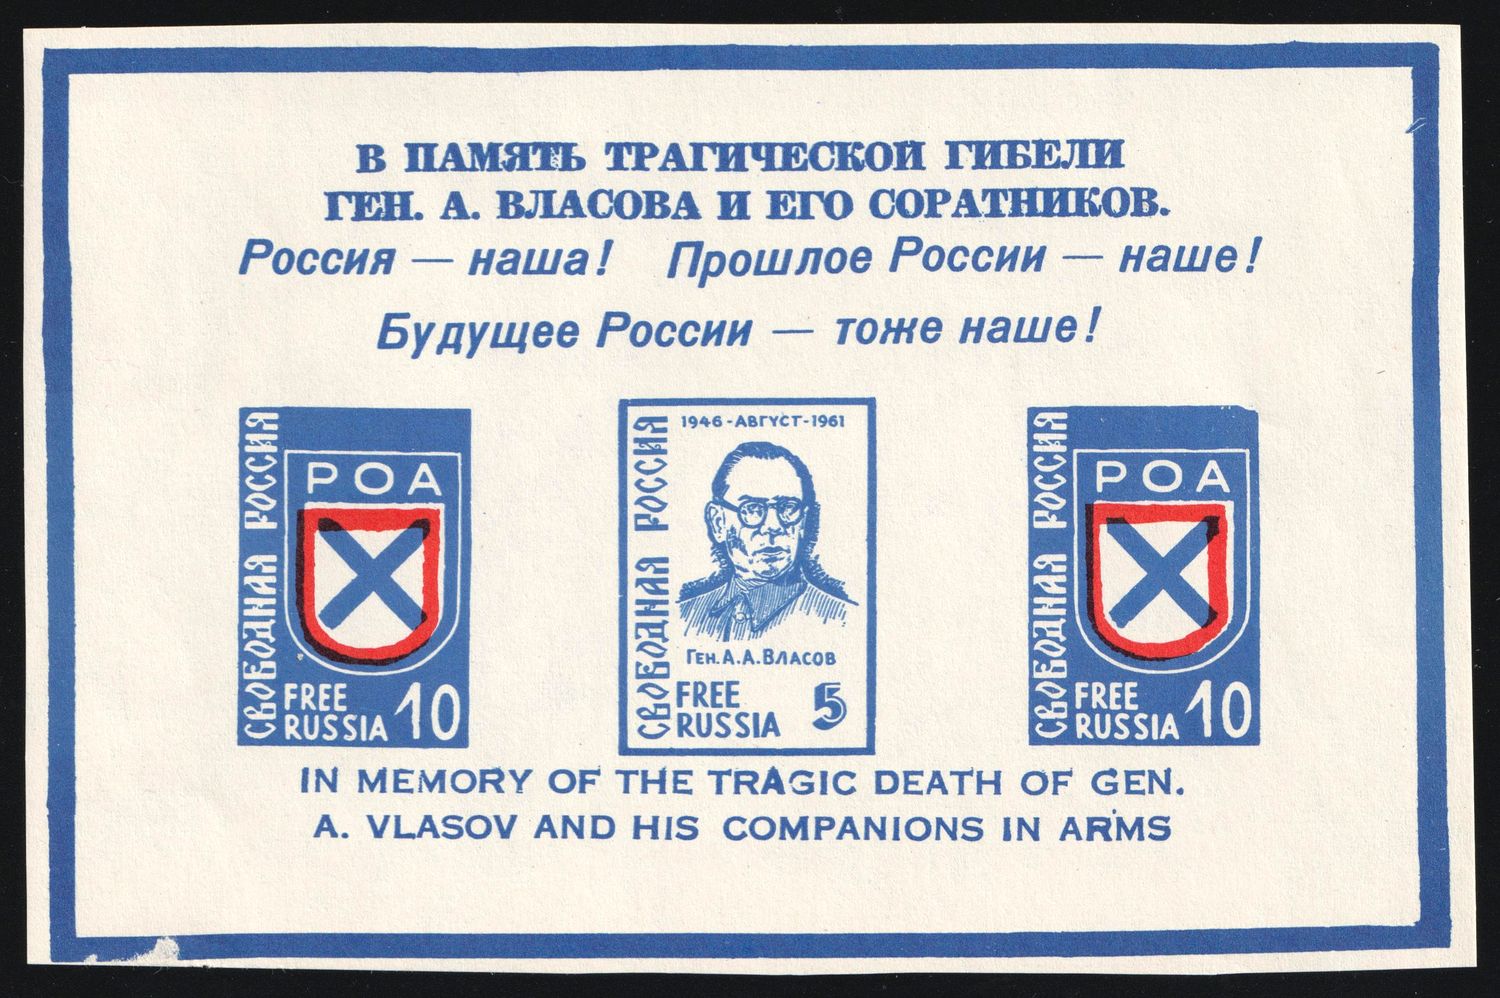 В ПАМЯТЬ ТРАГИЧЕСКОЙ ГИБЕЛИ
ГЕН. А. ВЛАСОВА И ЕГО СОРАТНИКОВ.
Россия — наша! Прошлое России — наше!
Будущее России — тоже наше!
СВОБОДНАЯ РОССИЯ
РОА
FREE
RUSSIA 10
СВОБОДНАЯ РОССИЯ
1946-АВГУСТ-1961
ГЕН. А. А. ВЛАСОВ
FREE
RUSSIA 5
СВОБОДНАЯ РОССИЯ
РОА
FREE
RUSSIA 10
IN MEMORY OF THE TRAGIC DEATH OF GEN.
A. VLASOV AND HIS COMPANIONS IN ARMS